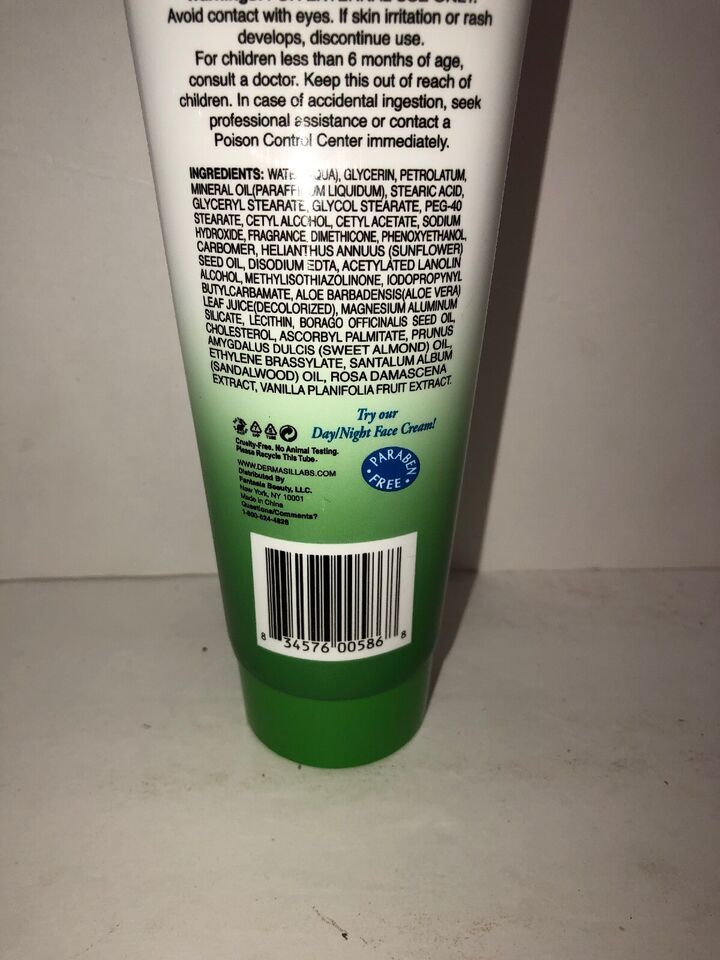 FOR EXTERNAL USE ONLY.
Avoid contact with eyes. If skin irritation or rash
develops, discontinue use.
For children less than 6 months of age,
consult a doctor. Keep this out of reach of
children. In case of accidental ingestion, seek
professional assistance or contact a
Poison Control Center immediately.
INGREDIENTS: GLYCERIN, PETROLATUM,
MINERAL OIL LIQUIDUM), STEARIC ACID,
GLYCERYL STEARATE, GLYCOL STEARATE, PEG-40
STEARATE, CETYL ALCOHOL, CETYL ACETATE, SODIUM
HYDROXIDE, FRAGRANCE, DIMETHICONE, PHENOXYETHANOL,
CARBOMER, HELIANTHUS ANNUUS (SUNFLOWER)
SEED OIL, DISODIUM EDTA, ACETYLATED LANOLIN
ALCOHOL, METHYLISOTHIAZOLINONE, IODOPROPYNYL
BUTYLCARBAMATE, ALOE BARBADENSIS(ALOE VERA)
LEAF JUICE(DECOLORIZED), MAGNESIUM ALUMINUM
SILICATE, LECITHIN, BORAGO OFFICINALIS SEED OIL,
CHOLESTEROL, ASCORBYL PALMITATE, PRUNUS
AMYGDALUS DULCIS (SWEET ALMOND) OIL,
ETHYLENE BRASSYLATE, SANTALUM ALBUM
(SANDALWOOD) OIL, ROSA DAMASCENA
EXTRACT, VANILLA PLANIFOLIA FRUIT EXTRACT.
Try our
Day/Night Face Cream!
Cruelty-Free. No Animal Testing.
Please Recycle This Tube.
PARABEN
FREE
WWW.DERMASILLABS.COM
Distributed By
Fantasia Beauty, LLC.
New York, NY 10001
Made in China
Questions/Comments?
1-800-624-4826
8 34576 00586 8